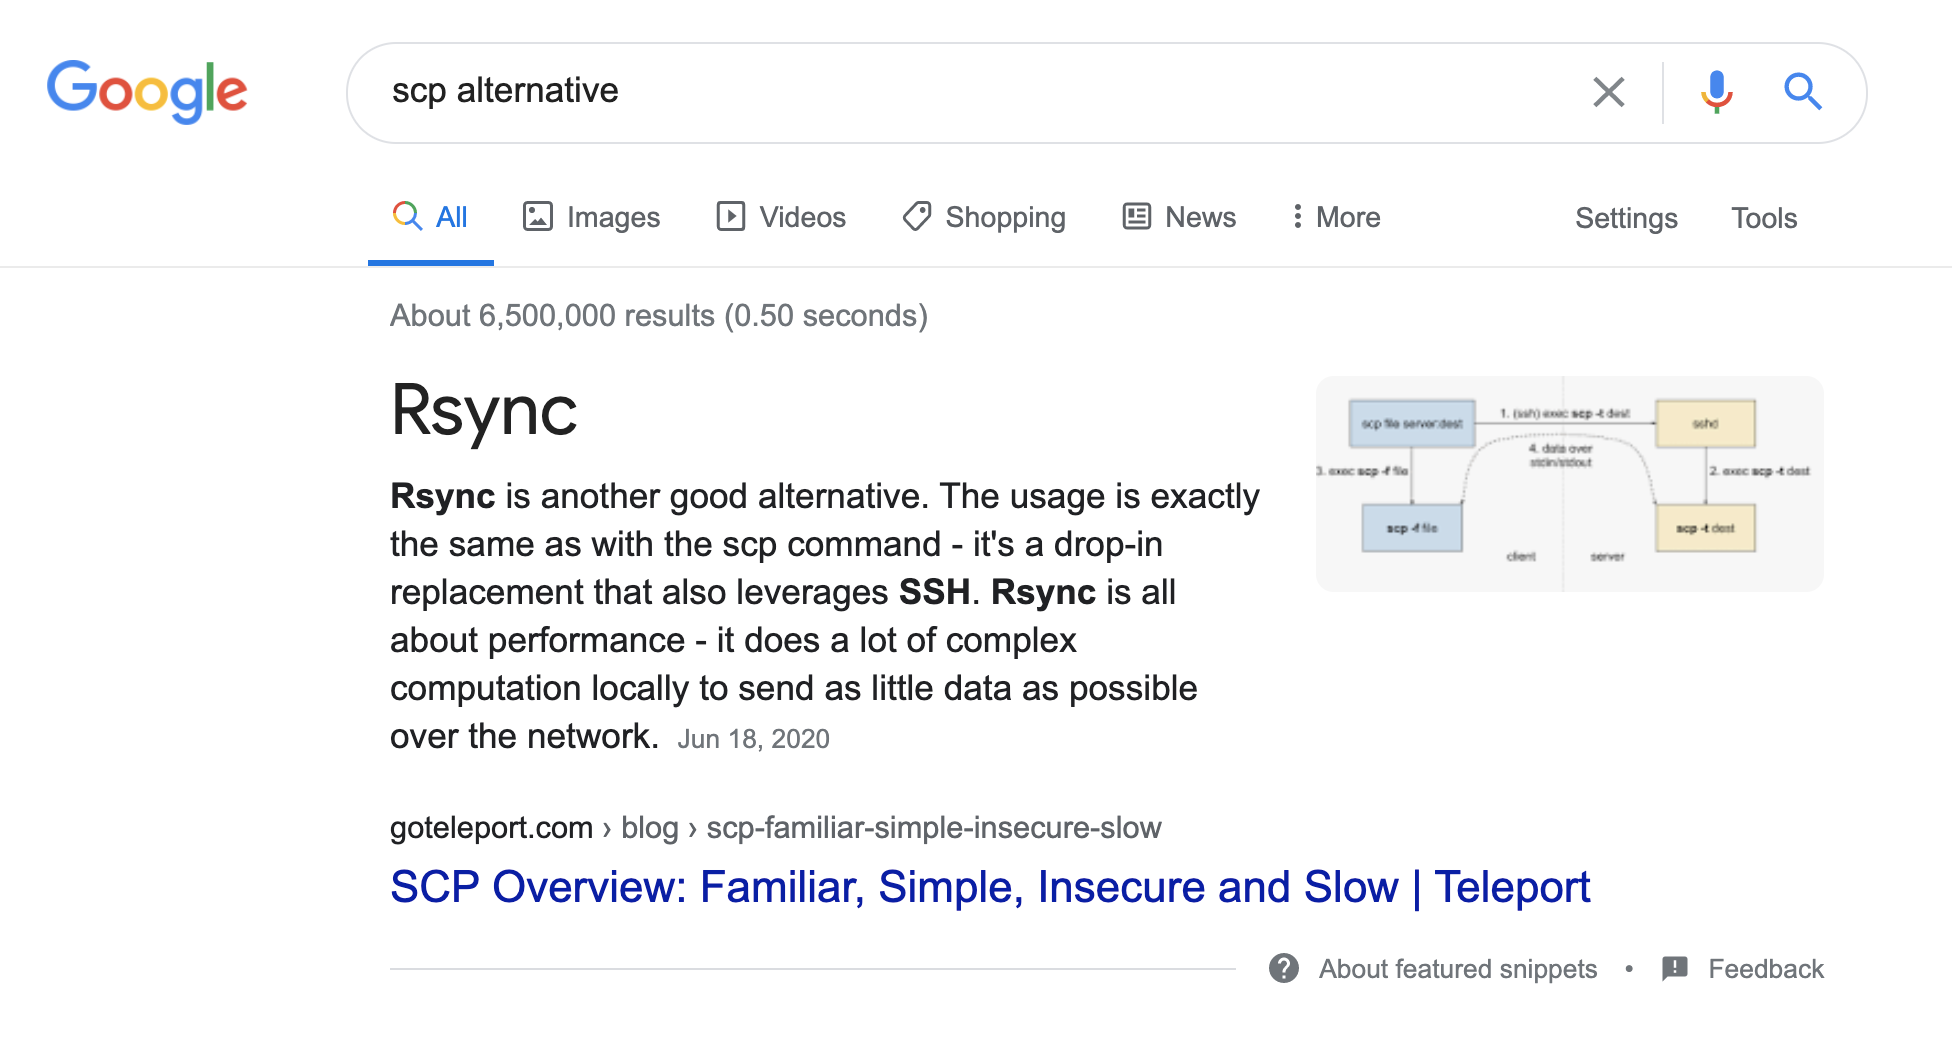 Google
scp alternative
All
Images
Videos
Shopping
News
More
Settings
Tools
About 6,500,000 results (0.50 seconds)
Rsync
Rsync is another good alternative. The usage is exactly
the same as with the scp command - it's a drop-in
replacement that also leverages SSH. Rsync is all
about performance - it does a lot of complex
computation locally to send as little data as possible
over the network. Jun 18, 2020
scp file server:dest
1. (ssh) exec scp -t dest
sshd
4. data over
stdin/stdout
3. exec scp -f file
2. exec scp -t dest
scp -f file
scp -t dest
client
server
goteleport.com › blog › scp-familiar-simple-insecure-slow
SCP Overview: Familiar, Simple, Insecure and Slow | Teleport
About featured snippets • Feedback